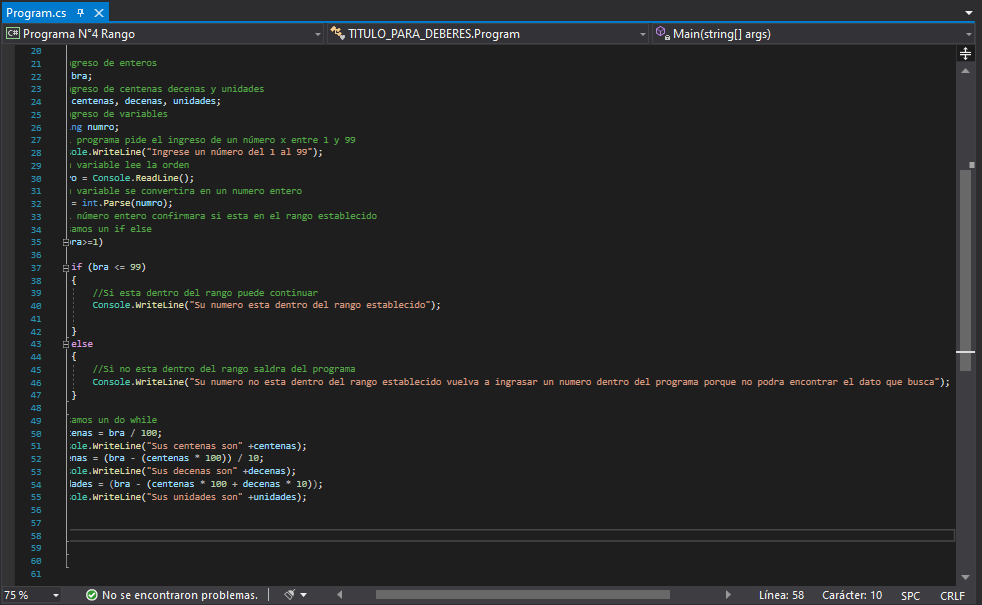 Program.cs
C# Programa N°4 Rango TITULO_PARA_DEBERES.Program Main(string[] args)
20
21 greso de enteros
22 bra;
23 greso de centenas decenas y unidades
24 centenas, decenas, unidades;
25 greso de variables
26 ng numro;
27 programa pide el ingreso de un número x entre 1 y 99
28 ole.WriteLine("Ingrese un número del 1 al 99");
29 variable lee la orden
30 o = Console.ReadLine();
31 variable se convertira en un numero entero
32 = int.Parse(numro);
33 número entero confirmara si esta en el rango establecido
34 amos un if else
35 bra>=1)
36
37 if (bra <= 99)
38 {
39 //Si esta dentro del rango puede continuar
40 Console.WriteLine("Su numero esta dentro del rango establecido");
41
42 }
43 else
44 {
45 //Si no esta dentro del rango saldra del programa
46 Console.WriteLine("Su numero no esta dentro del rango establecido vuelva a ingrasar un numero dentro del programa porque no podra encontrar el dato que busca");
47 }
48
49 amos un do while
50 enas = bra / 100;
51 ole.WriteLine("Sus centenas son" +centenas);
52 nas = (bra - (centenas * 100)) / 10;
53 ole.WriteLine("Sus decenas son" +decenas);
54 dades = (bra - (centenas * 100 + decenas * 10));
55 ole.WriteLine("Sus unidades son" +unidades);
56
57
58
59
60
61
75 % No se encontraron problemas. Línea: 58 Carácter: 10 SPC CRLF